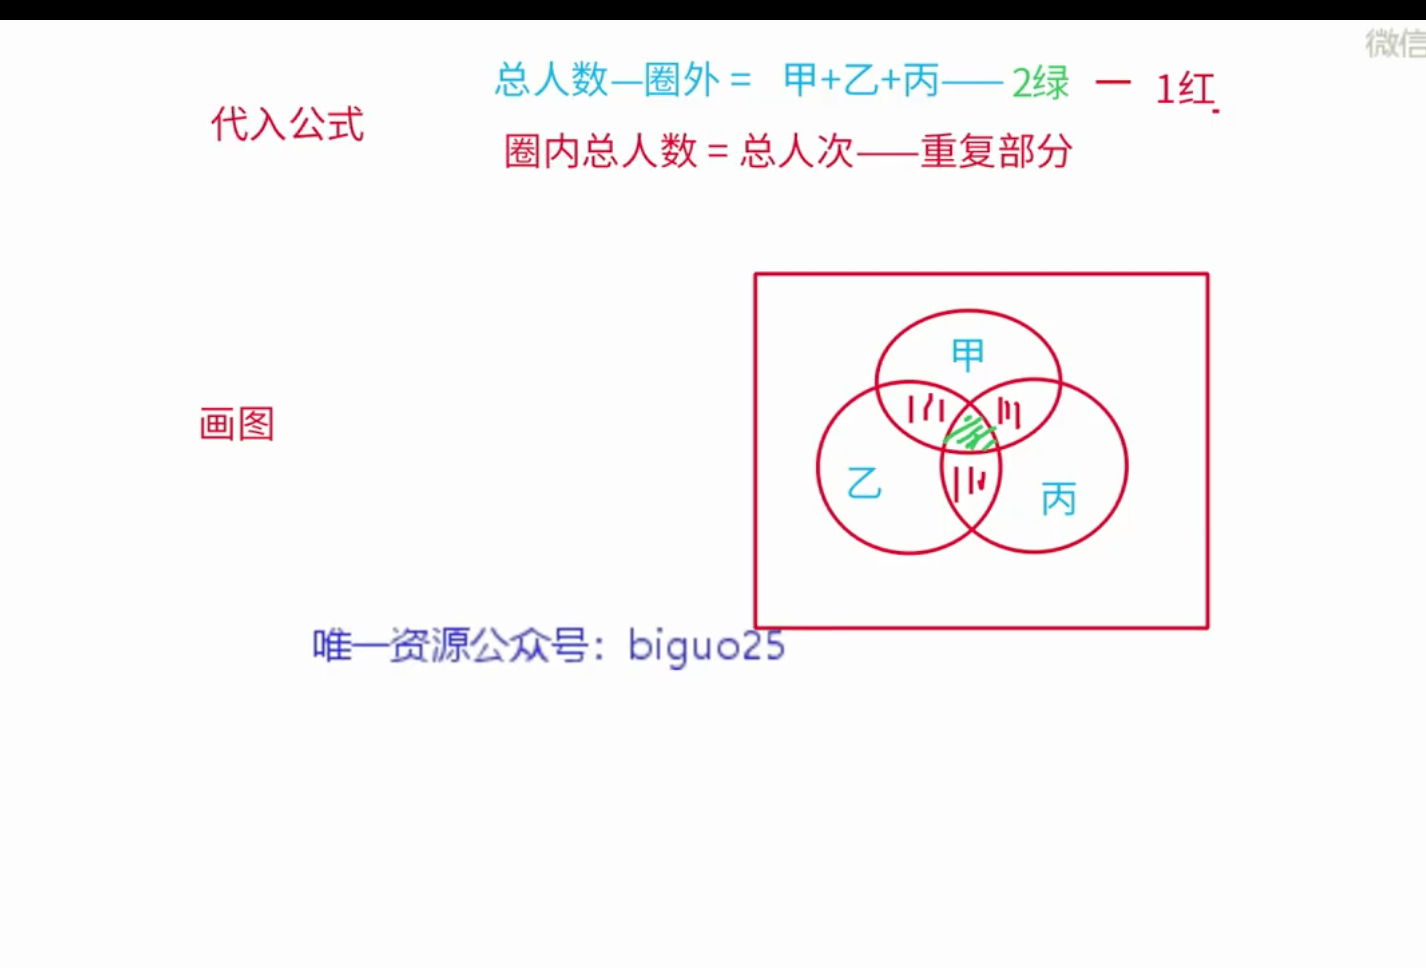 微信
总人数—圈外 = 甲+乙+丙——2绿 — 1红
代入公式
圈内总人数 = 总人次——重复部分
甲
画图
乙
丙
唯一资源公众号：biguo25